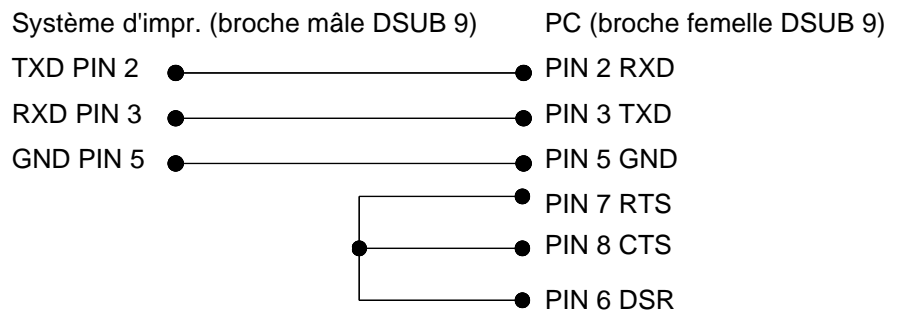 Système d'impr. (broche mâle DSUB 9) PC (broche femelle DSUB 9)
TXD PIN 2 PIN 2 RXD
RXD PIN 3 PIN 3 TXD
GND PIN 5 PIN 5 GND
PIN 7 RTS
PIN 8 CTS
PIN 6 DSR